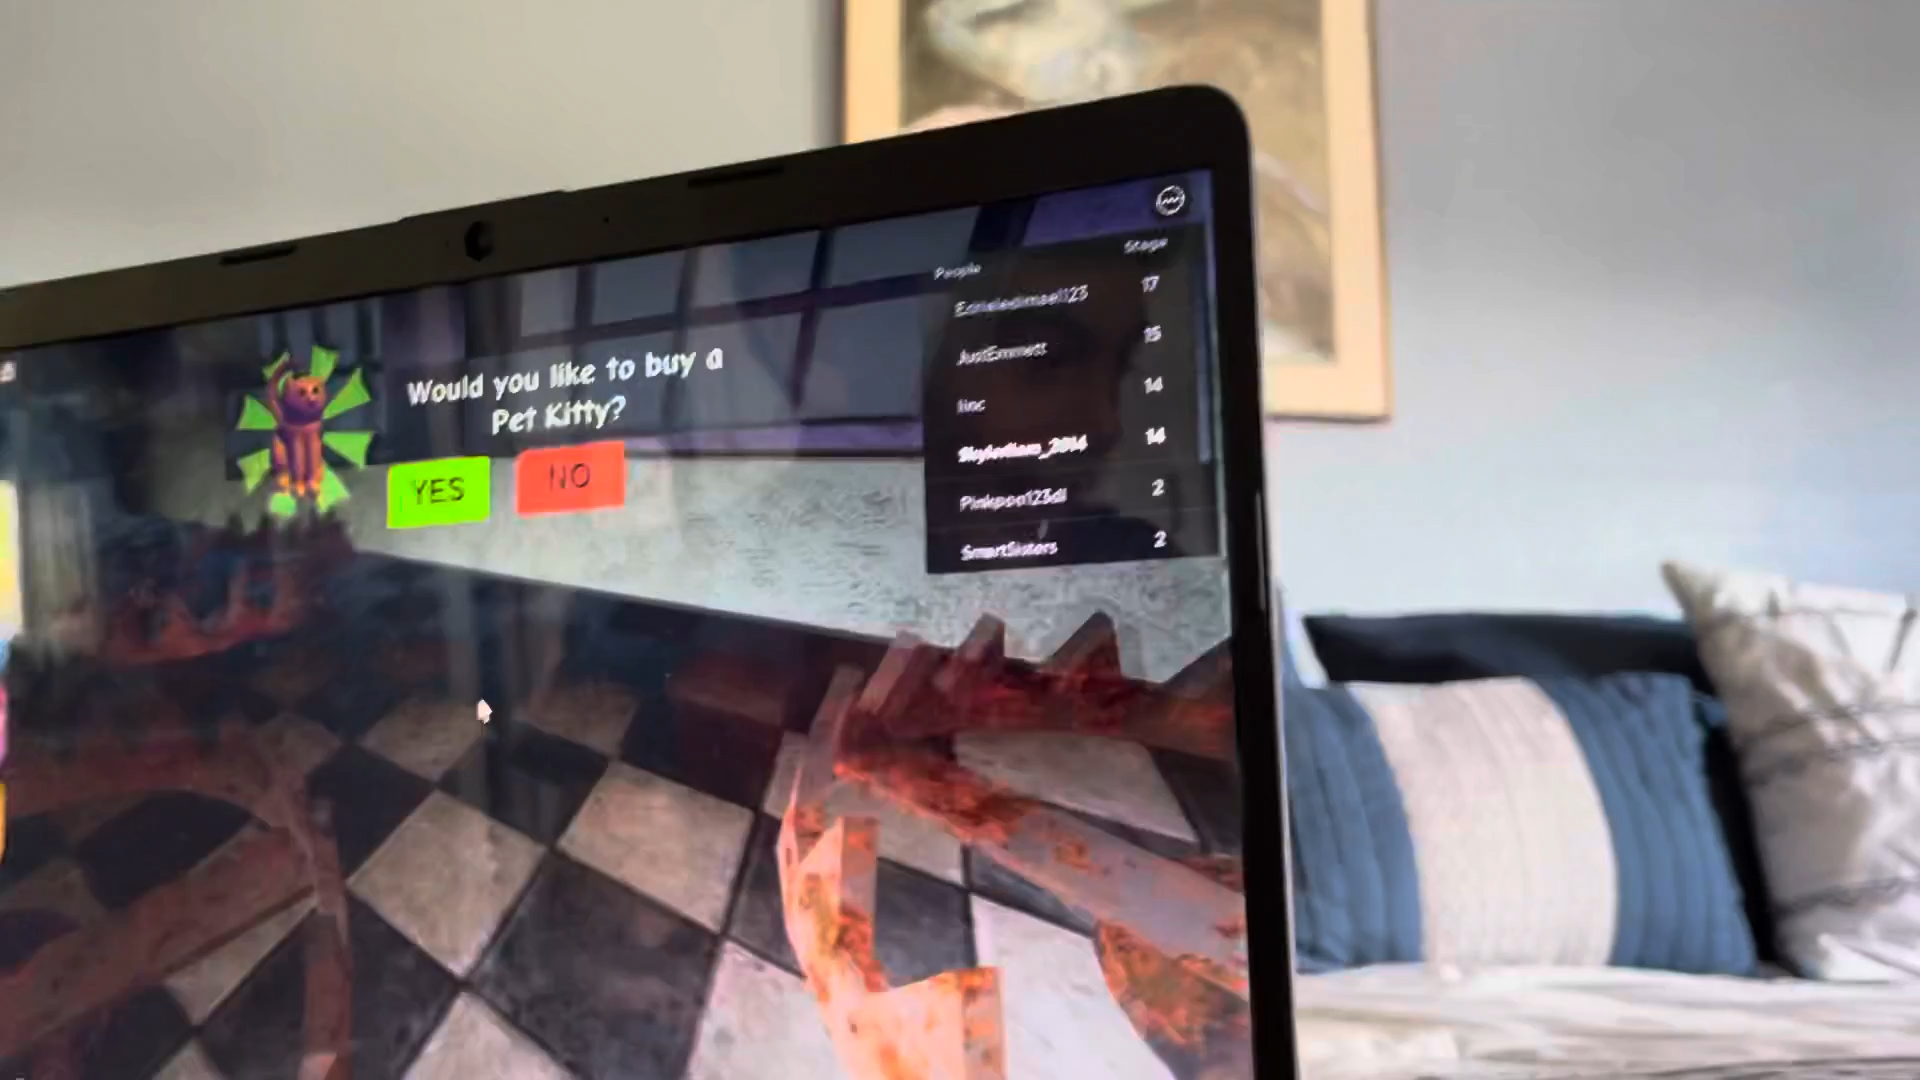 Would you like to buy a
Pet Kitty?
YES
NO
People Stage
17
JustEmmett 15
linc 14
14
2
SmartSisters 2